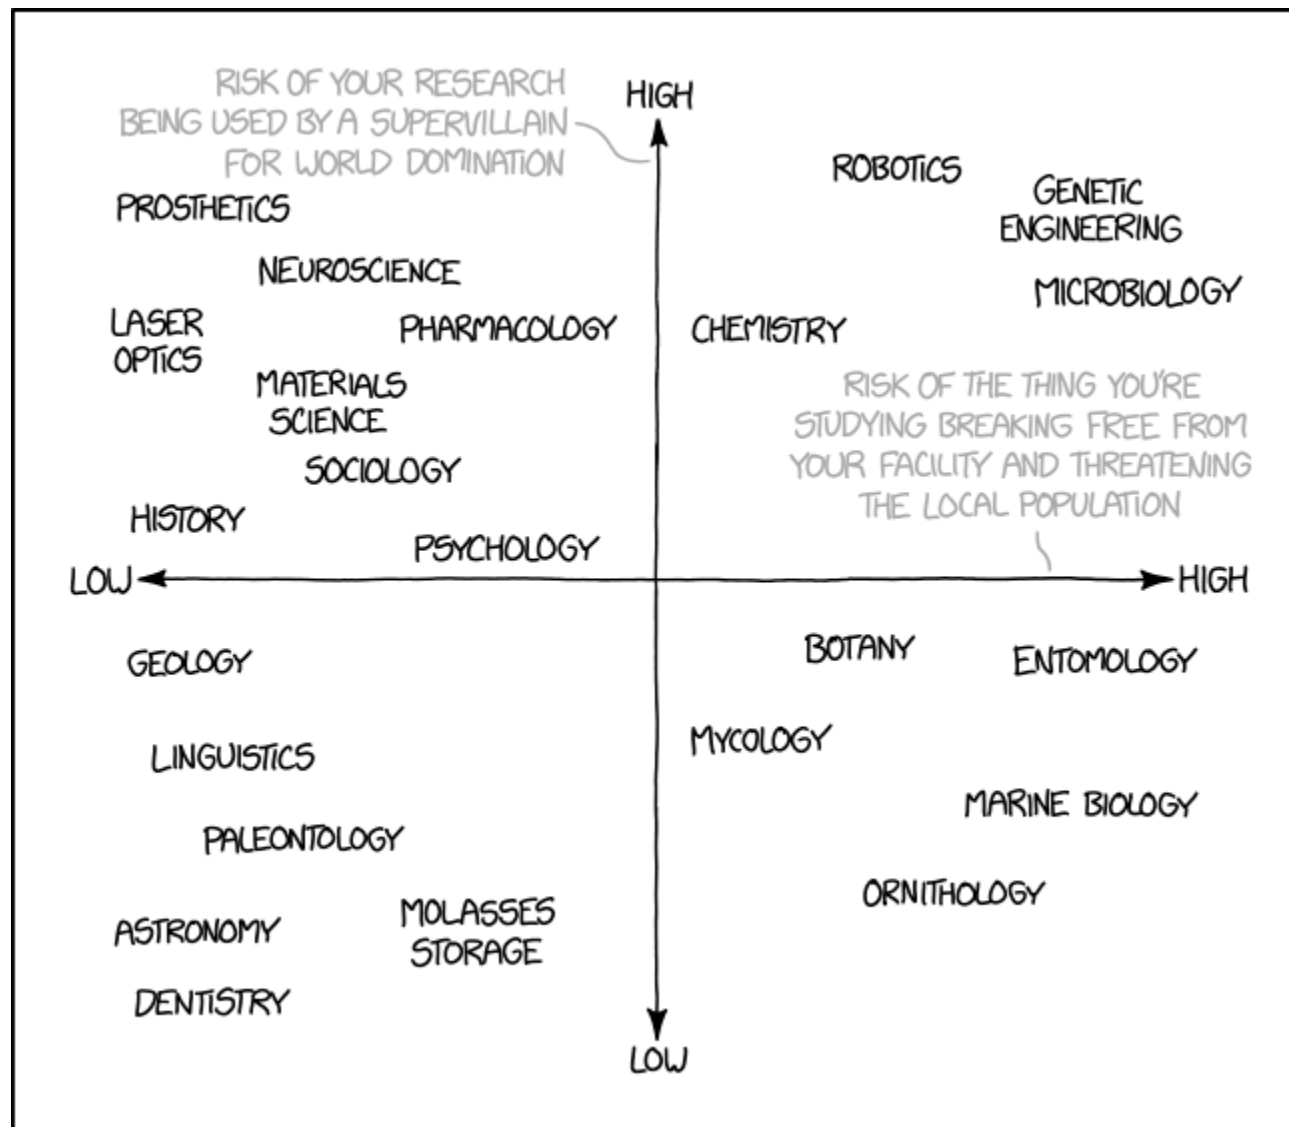 RISK OF YOUR RESEARCH
BEING USED BY A SUPERVILLAIN
FOR WORLD DOMINATION
HIGH
ROBOTICS
GENETIC
ENGINEERING
PROSTHETICS
NEUROSCIENCE
MICROBIOLOGY
LASER
OPTICS
PHARMACOLOGY
CHEMISTRY
MATERIALS
SCIENCE
RISK OF THE THING YOU'RE
STUDYING BREAKING FREE FROM
YOUR FACILITY AND THREATENING
THE LOCAL POPULATION
SOCIOLOGY
HISTORY
PSYCHOLOGY
LOW
HIGH
GEOLOGY
BOTANY
ENTOMOLOGY
LINGUISTICS
MYCOLOGY
MARINE BIOLOGY
PALEONTOLOGY
ORNITHOLOGY
ASTRONOMY
MOLASSES
STORAGE
DENTISTRY
LOW